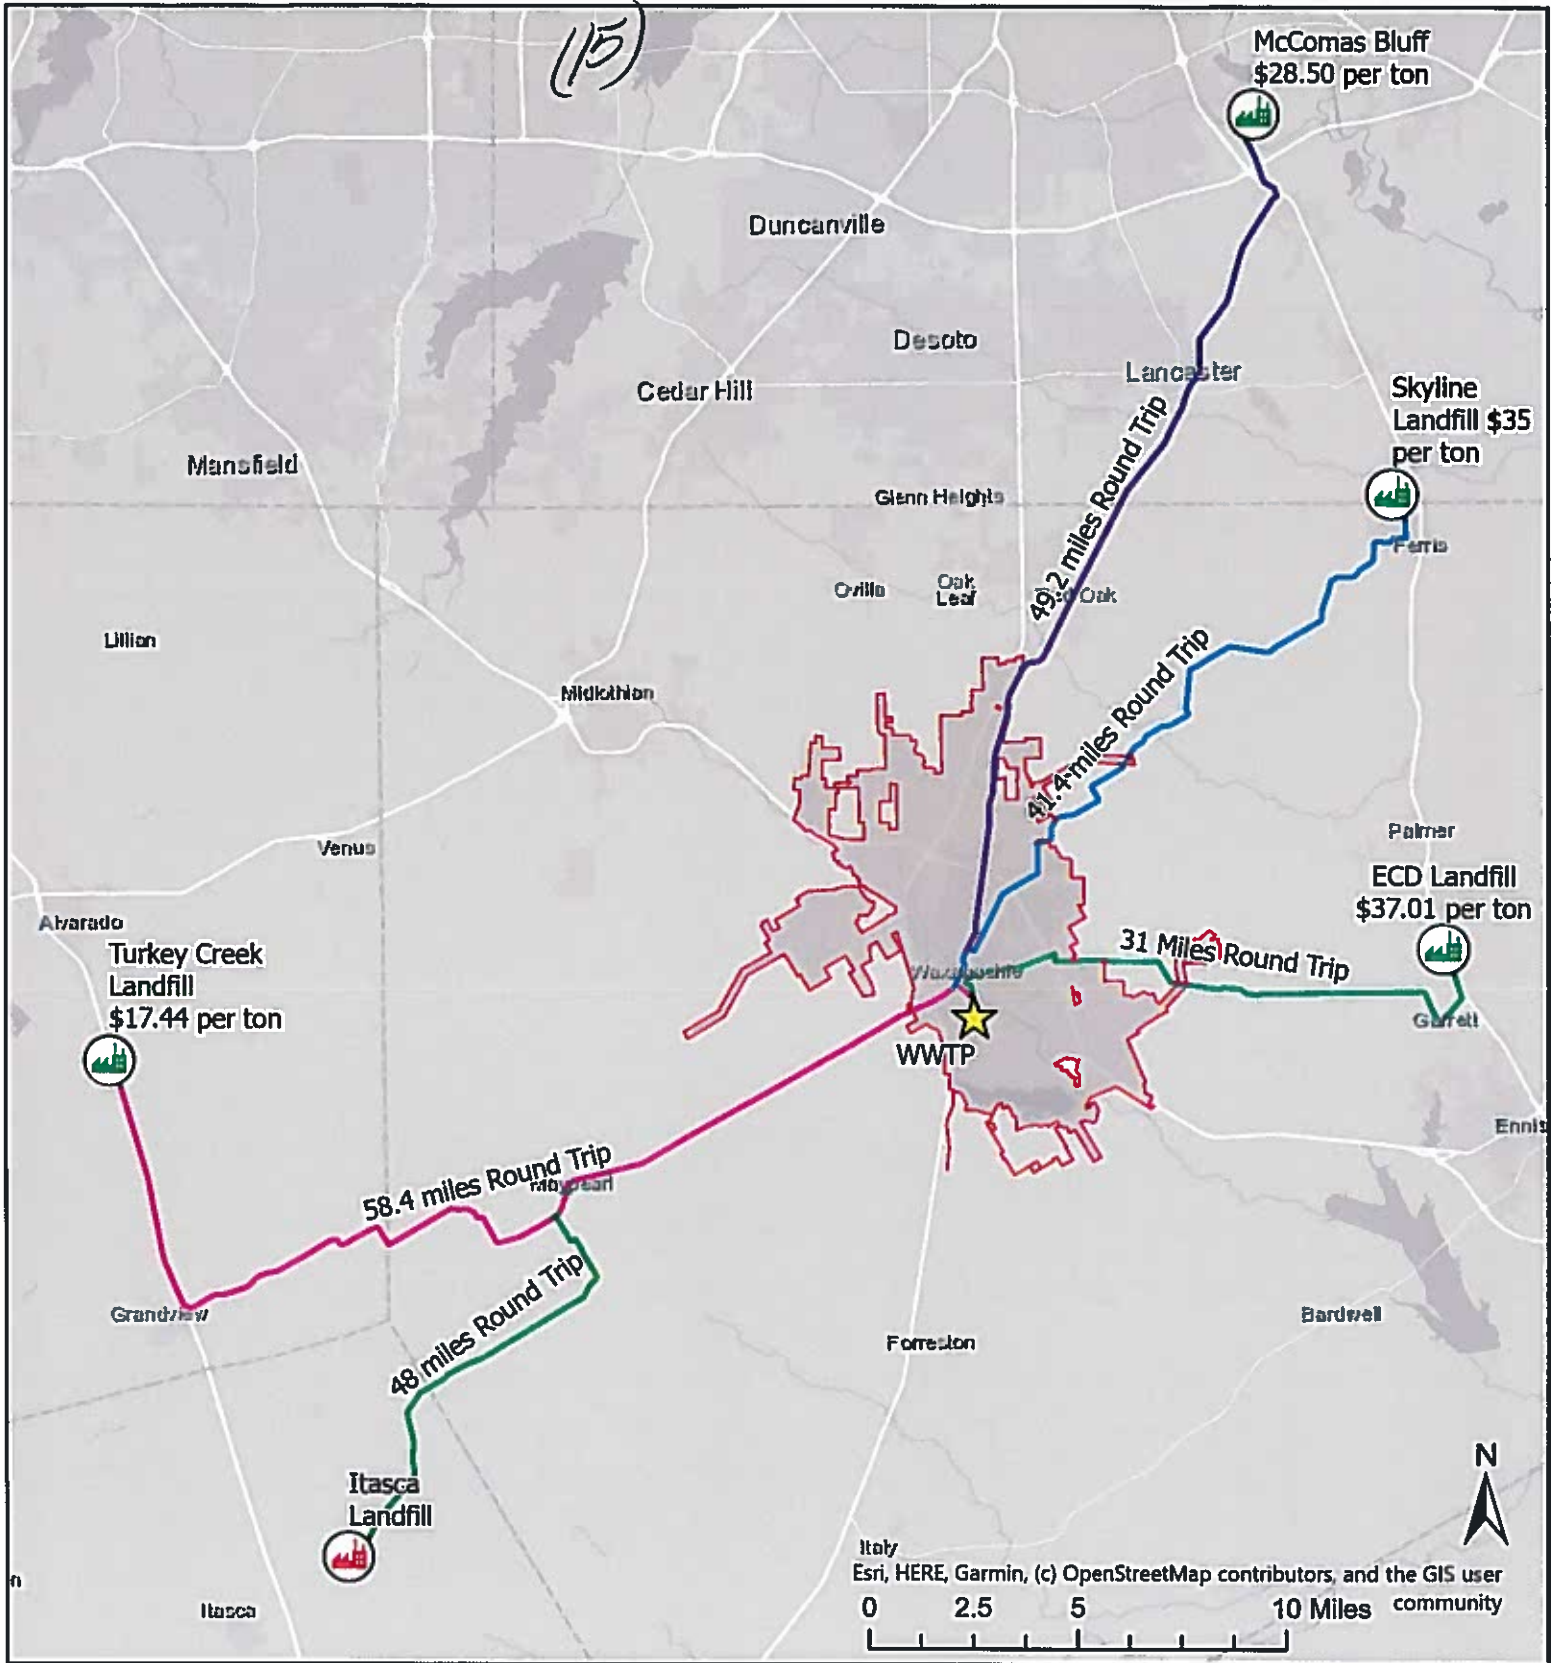 (15)
McComas Bluff
$28.50 per ton
Duncanville
Desoto
Lancaster
Cedar Hill
Skyline
Landfill $35
per ton
Mansfield
Glenn Heights
49.2 miles Round Trip
Ferris
Ovilla
Oak
Leaf
Oak
Lillian
41.4 miles Round Trip
Midlothian
Palmer
Venus
ECD Landfill
$37.01 per ton
Alvarado
31 Miles Round Trip
Turkey Creek
Landfill
$17.44 per ton
Waxahachie
Garrett
WWTP
Ennis
58.4 miles Round Trip
Maypearl
48 miles Round Trip
Grandview
Bardwell
Forreston
Itasca
Landfill
N
Italy
Esri, HERE, Garmin, (c) OpenStreetMap contributors, and the GIS user
community
0 2.5 5 10 Miles
Itasca
n